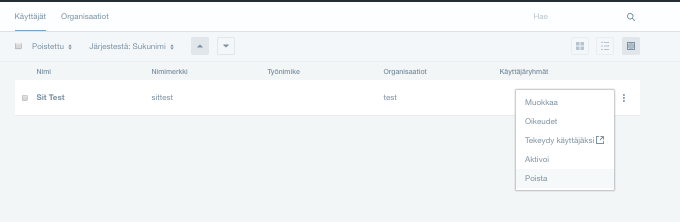 Käyttäjät Organisaatiot Hae
Poistettu Järjestestä: Sukunimi
Nimi Nimimerkki Työnimike Organisaatiot Käyttäjäryhmät
Sit Test sittest test
Muokkaa
Oikeudet
Tekeydy käyttäjäksi
Aktivoi
Poista